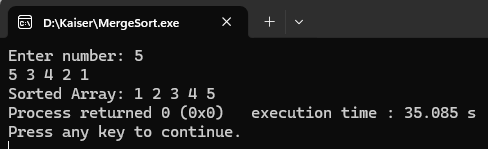 D:\Kaiser\MergeSort.exe
Enter number: 5
5 3 4 2 1
Sorted Array: 1 2 3 4 5
Process returned 0 (0x0)   execution time : 35.085 s
Press any key to continue.